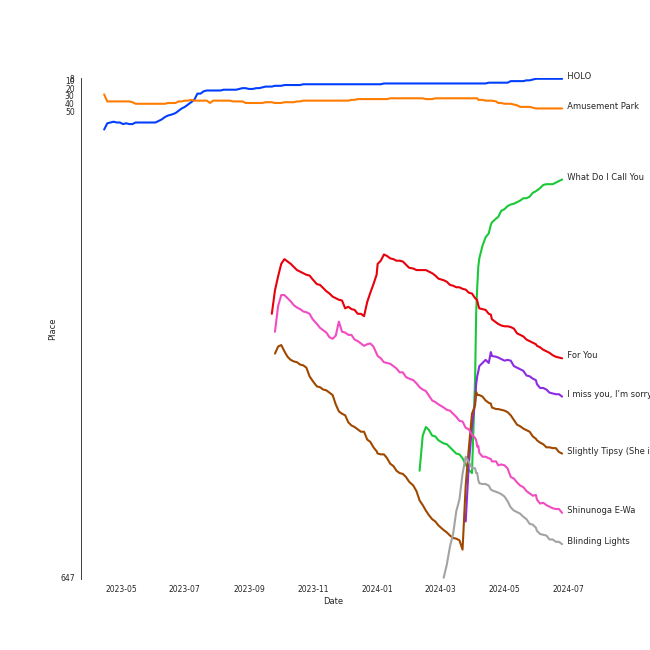 8
10
20
30
40
50
647
Place
HOLO
Amusement Park
What Do I Call You
For You
I miss you, I'm sorry
Slightly Tipsy (She i
Shinunoga E-Wa
Blinding Lights
2023-05
2023-07
2023-09
2023-11
2024-01
2024-03
2024-05
2024-07
Date